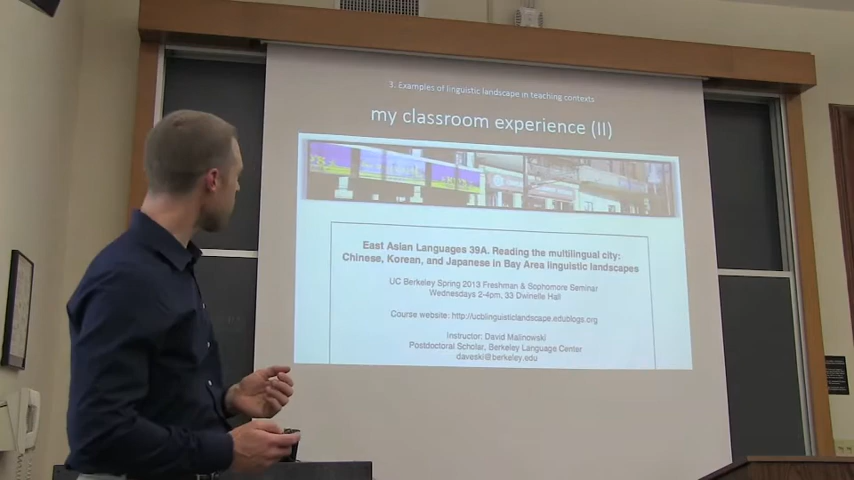 3. Examples of linguistic landscape in teaching contexts
my classroom experience (II)
East Asian Languages 39A. Reading the multilingual city:
Chinese, Korean, and Japanese in Bay Area linguistic landscapes
UC Berkeley Spring 2013 Freshman & Sophomore Seminar
Wednesdays 2-4pm, 33 Dwinelle Hall
Course website: http://ucblinguisticlandscape.edublogs.org
Instructor: David Malinowski
Postdoctoral Scholar, Berkeley Language Center
daveski@berkeley.edu